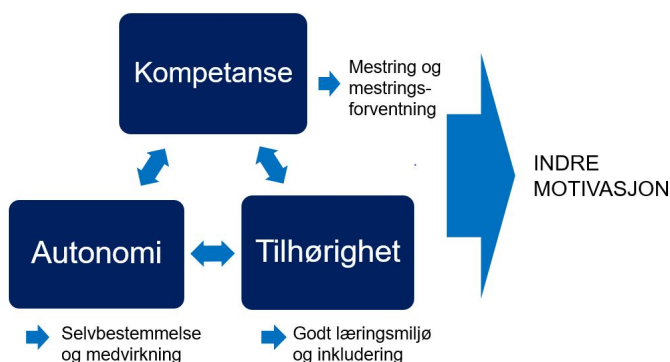 Kompetanse
Mestring og
mestrings-
forventning
INDRE
MOTIVASJON
Autonomi
Tilhørighet
Selvbestemmelse
og medvirkning
Godt læringsmiljø
og inkludering